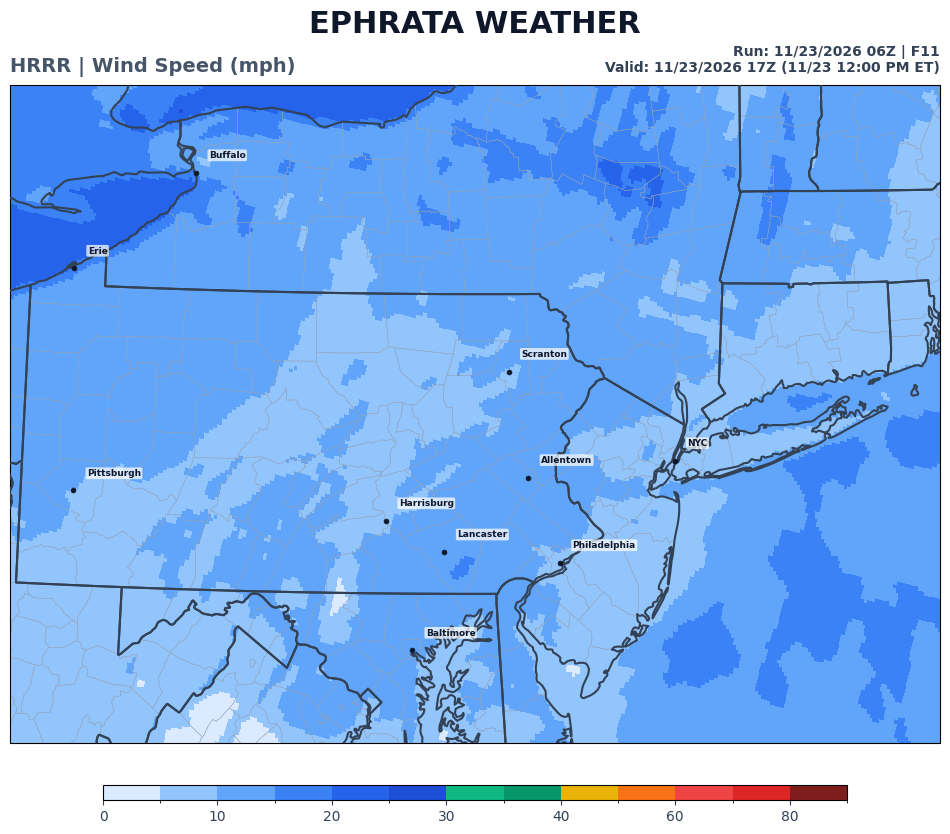 EPHRATA WEATHER
HRRR | Wind Speed (mph)
Run: 11/23/2026 06Z | F11
Valid: 11/23/2026 17Z (11/23 12:00 PM ET)
Buffalo
Erie
Scranton
NYC
Allentown
Pittsburgh
Harrisburg
Lancaster
Philadelphia
Baltimore
0 10 20 30 40 60 80